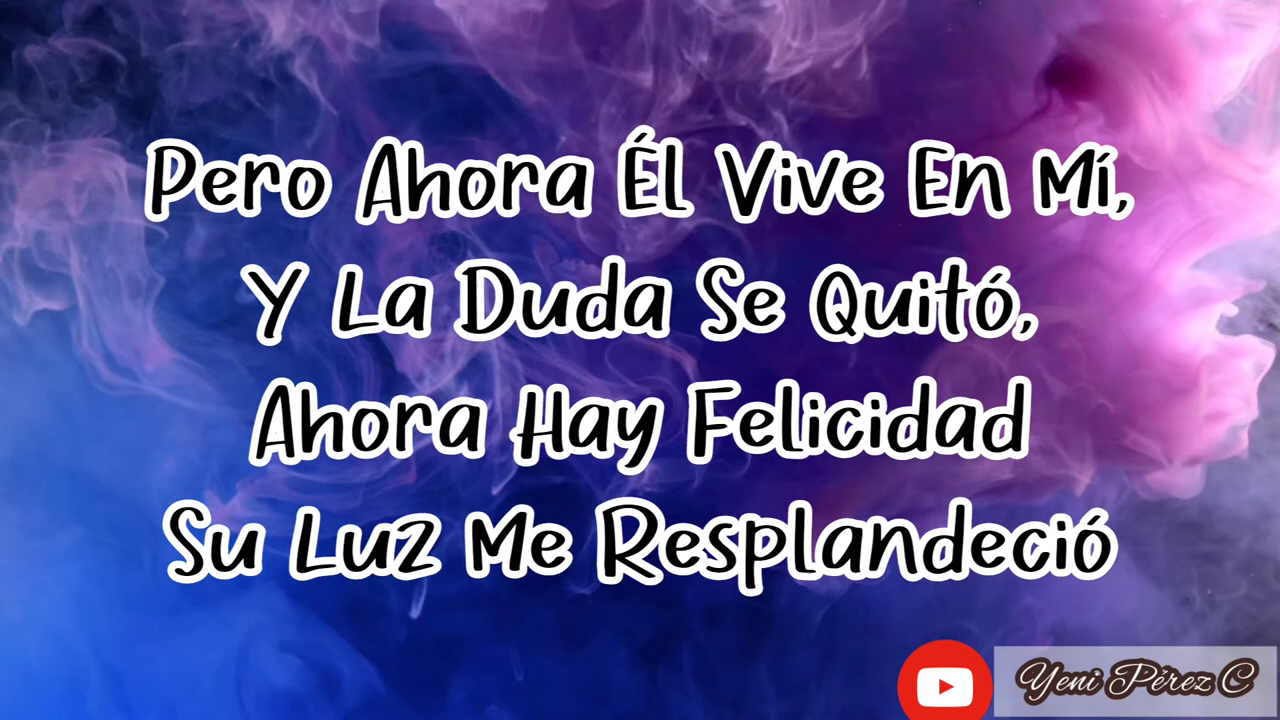 Pero Ahora Él Vive En Mí,
Y La Duda Se Quitó,
Ahora Hay Felicidad
Su Luz Me Resplandeció
Yeni Pérez C